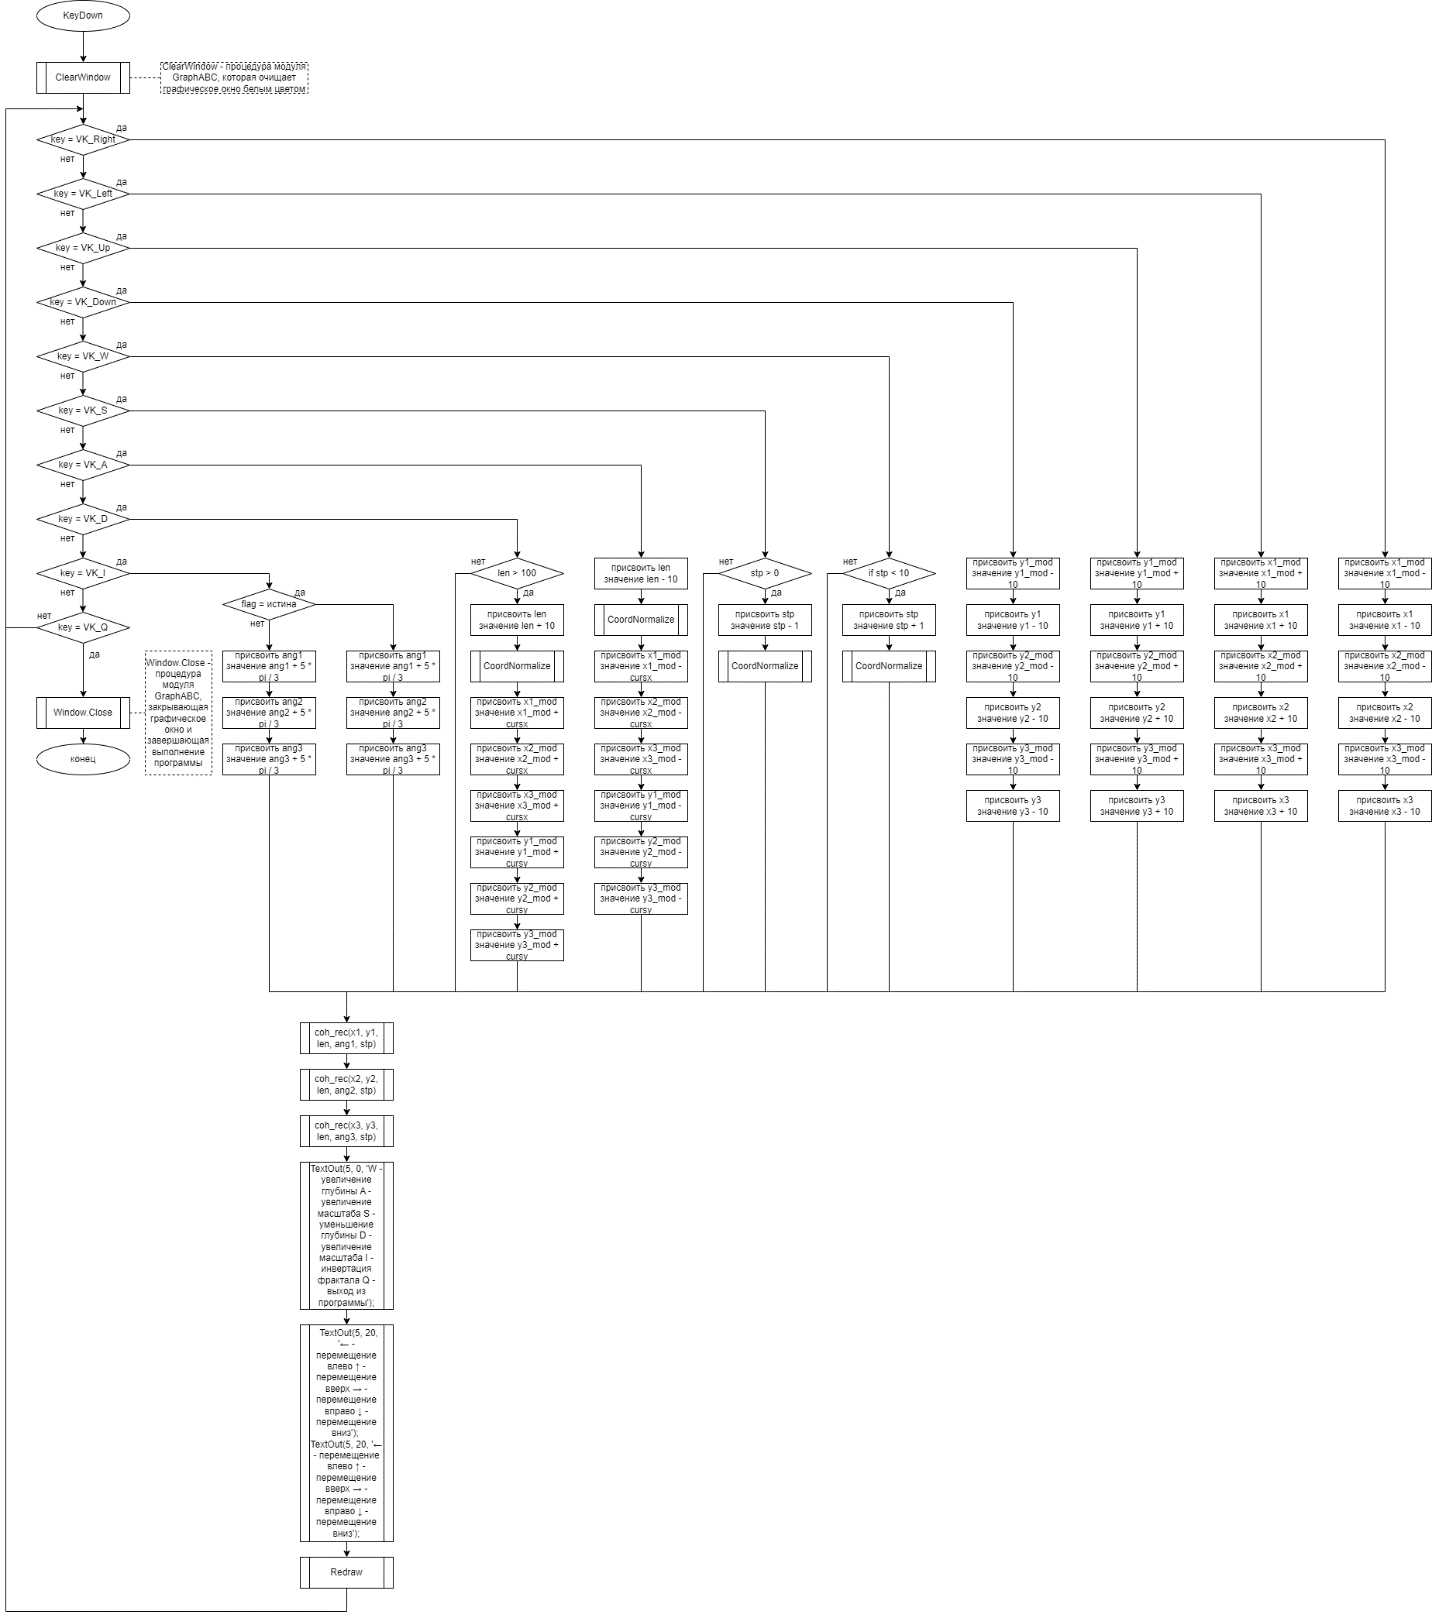 KeyDown
ClearWindow
ClearWindow - процедура модуля
GraphABC, которая очищает
графическое окно белым цветом
да
key = VK_Right
нет
да
key = VK_Left
нет
да
key = VK_Up
нет
да
key = VK_Down
нет
да
key = VK_W
нет
да
key = VK_S
нет
да
key = VK_A
нет
да
key = VK_D
нет
да
key = VK_I
нет
нет
key = VK_Q
да
Window.Close
конец
Window.Close -
процедура
модуля
GraphABC,
закрывающая
графическое
окно и
завершающая
выполнение
программы
да
flag = истина
нет
присвоить ang1
значение ang1 + 5 *
pi / 3
присвоить ang2
значение ang2 + 5 *
pi / 3
присвоить ang3
значение ang3 + 5 *
pi / 3
присвоить ang1
значение ang1 + 5 *
pi / 3
присвоить ang2
значение ang2 + 5 *
pi / 3
присвоить ang3
значение ang3 + 5 *
pi / 3
нет
len > 100
да
присвоить len
значение len + 10
CoordNormalize
присвоить x1_mod
значение x1_mod +
cursx
присвоить x2_mod
значение x2_mod +
cursx
присвоить x3_mod
значение x3_mod +
cursx
присвоить y1_mod
значение y1_mod +
cursy
присвоить y2_mod
значение y2_mod +
cursy
присвоить y3_mod
значение y3_mod +
cursy
присвоить len
значение len - 10
CoordNormalize
присвоить x1_mod
значение x1_mod -
cursx
присвоить x2_mod
значение x2_mod -
cursx
присвоить x3_mod
значение x3_mod -
cursx
присвоить y1_mod
значение y1_mod -
cursy
присвоить y2_mod
значение y2_mod -
cursy
присвоить y3_mod
значение y3_mod -
cursy
нет
stp > 0
да
присвоить stp
значение stp - 1
CoordNormalize
нет
if stp < 10
да
присвоить stp
значение stp + 1
CoordNormalize
присвоить y1_mod
значение y1_mod -
10
присвоить y1
значение y1 - 10
присвоить y2_mod
значение y2_mod -
10
присвоить y2
значение y2 - 10
присвоить y3_mod
значение y3_mod -
10
присвоить y3
значение y3 - 10
присвоить y1_mod
значение y1_mod +
10
присвоить y1
значение y1 + 10
присвоить y2_mod
значение y2_mod +
10
присвоить y2
значение y2 + 10
присвоить y3_mod
значение y3_mod +
10
присвоить y3
значение y3 + 10
присвоить x1_mod
значение x1_mod +
10
присвоить x1
значение x1 + 10
присвоить x2_mod
значение x2_mod +
10
присвоить x2
значение x2 + 10
присвоить x3_mod
значение x3_mod +
10
присвоить x3
значение x3 + 10
присвоить x1_mod
значение x1_mod -
10
присвоить x1
значение x1 - 10
присвоить x2_mod
значение x2_mod -
10
присвоить x2
значение x2 - 10
присвоить x3_mod
значение x3_mod -
10
присвоить x3
значение x3 - 10
coh_rec(x1, y1,
len, ang1, stp)
coh_rec(x2, y2,
len, ang2, stp)
coh_rec(x3, y3,
len, ang3, stp)
TextOut(5, 0, 'W -
увеличение
глубины A -
увеличение
масштаба S -
уменьшение
глубины D -
увеличение
масштаба I -
инвертация
фрактала Q -
выход из
программы');
TextOut(5, 20,
'← -
перемещение
влево ↑ -
перемещение
вверх → -
перемещение
вправо ↓ -
перемещение
вниз');
TextOut(5, 20, '←
- перемещение
влево ↑ -
перемещение
вверх → -
перемещение
вправо ↓ -
перемещение
вниз');
Redraw